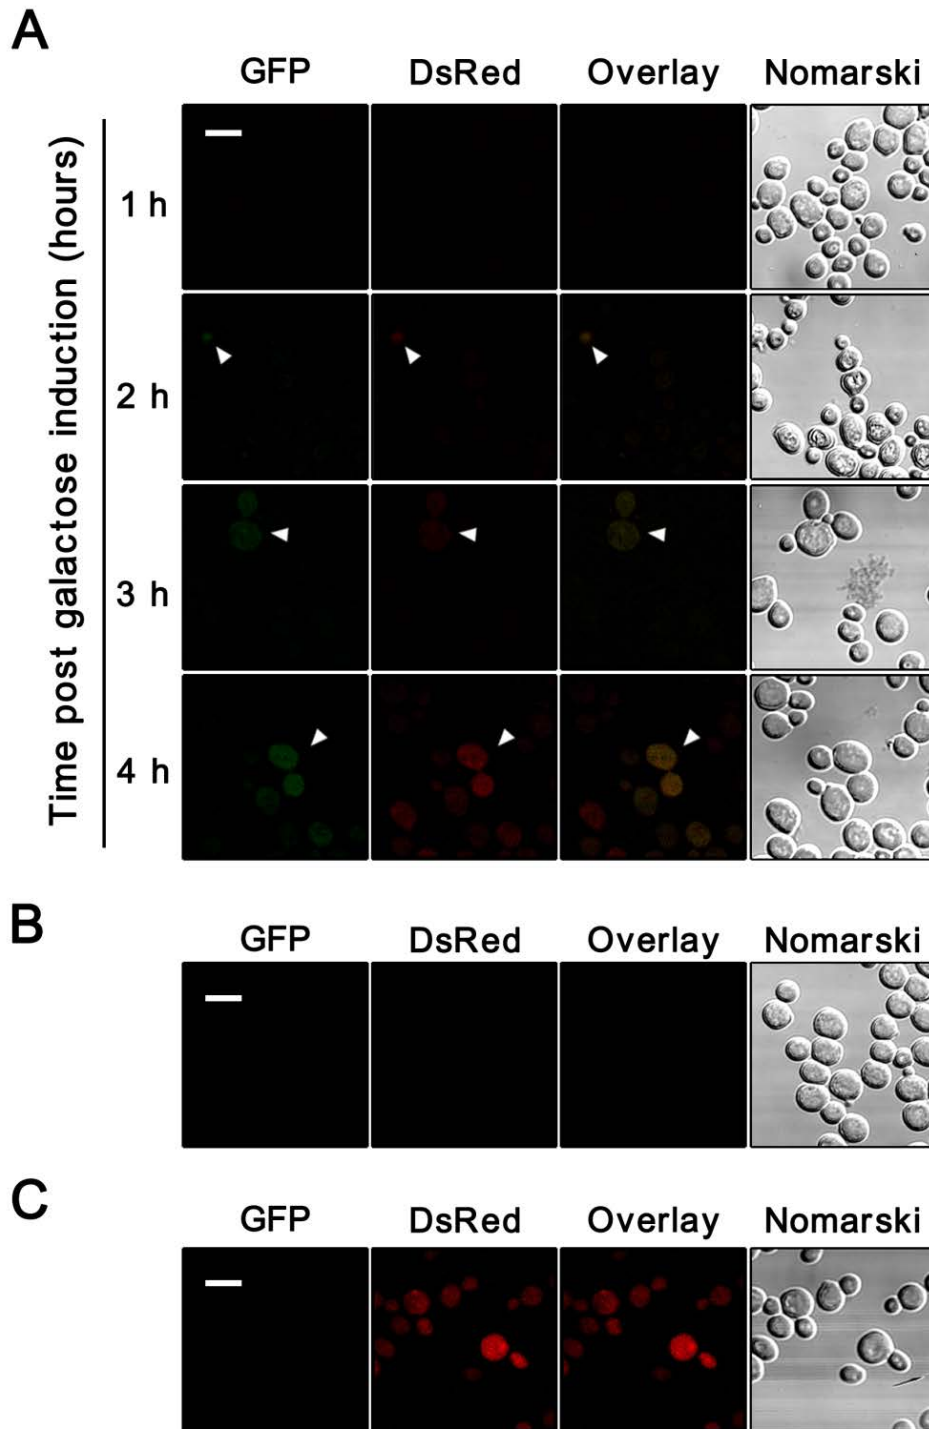 A
GFP DsRed Overlay Nomarski
Time post galactose induction (hours)
1 h
2 h
3 h
4 h
B
GFP DsRed Overlay Nomarski
C
GFP DsRed Overlay Nomarski